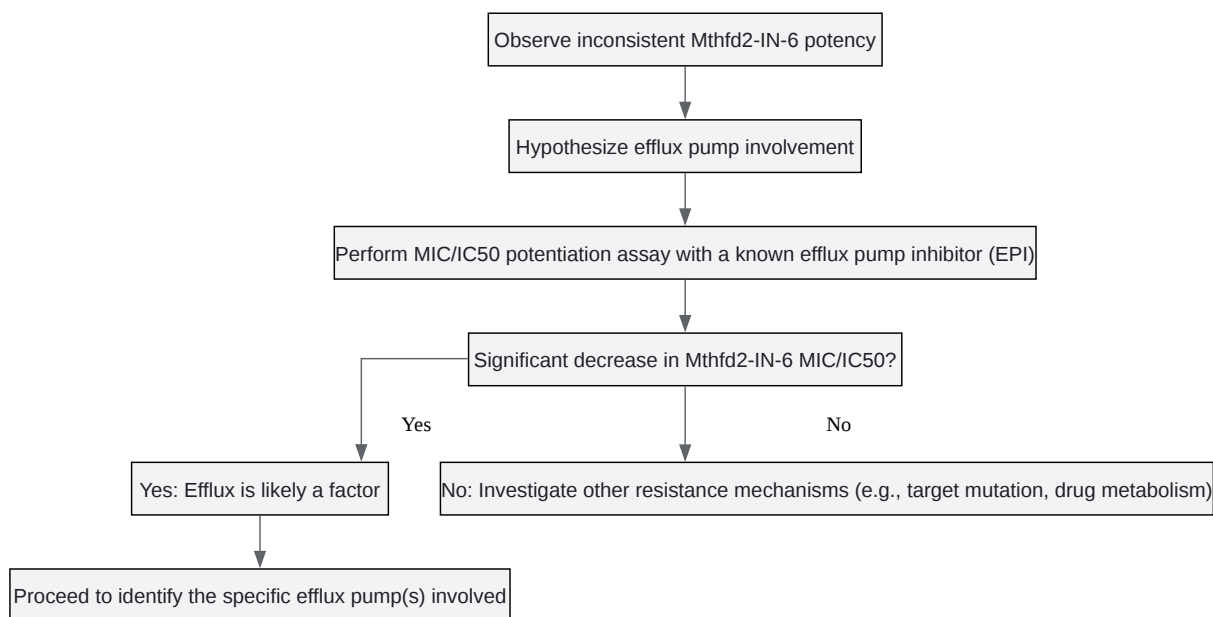 Observe inconsistent Mthfd2-IN-6 potency
Hypothesize efflux pump involvement
Perform MIC/IC50 potentiation assay with a known efflux pump inhibitor (EPI)
Significant decrease in Mthfd2-IN-6 MIC/IC50?
Yes
No
Yes: Efflux is likely a factor
No: Investigate other resistance mechanisms (e.g., target mutation, drug metabolism)
Proceed to identify the specific efflux pump(s) involved